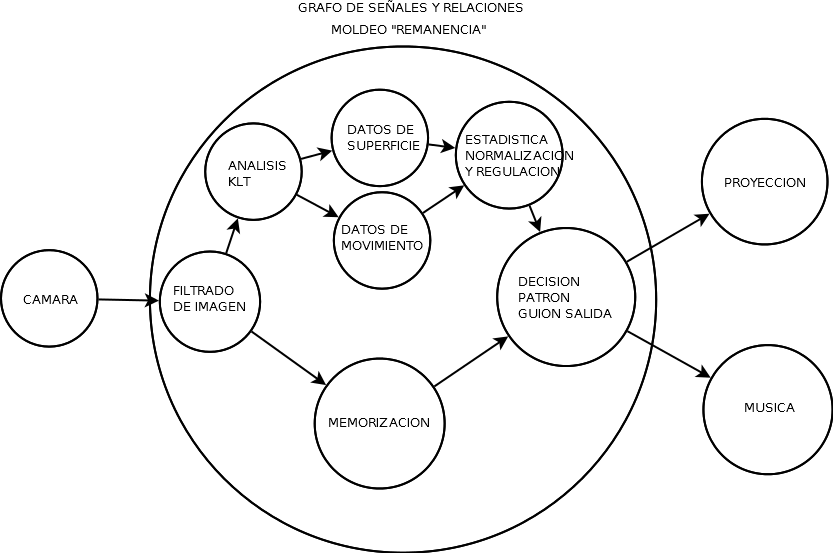 GRAFO DE SEÑALES Y RELACIONES
MOLDEO "REMANENCIA"
DATOS DE
SUPERFICIE
ESTADISTICA
NORMALIZACION
Y REGULACION
ANALISIS
KLT
PROYECCION
DATOS DE
MOVIMIENTO
CAMARA
FILTRADO
DE IMAGEN
DECISION
PATRON
GUION SALIDA
MEMORIZACION
MUSICA